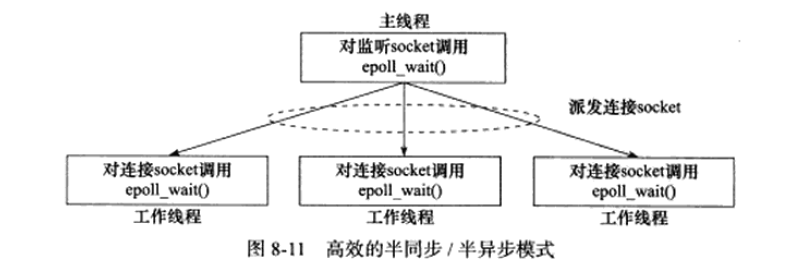 主线程
对监听socket调用
epoll_wait()
派发连接socket
对连接socket调用
epoll_wait()
工作线程
对连接socket调用
epoll_wait()
工作线程
对连接socket调用
epoll_wait()
工作线程
图 8-11 高效的半同步 / 半异步模式